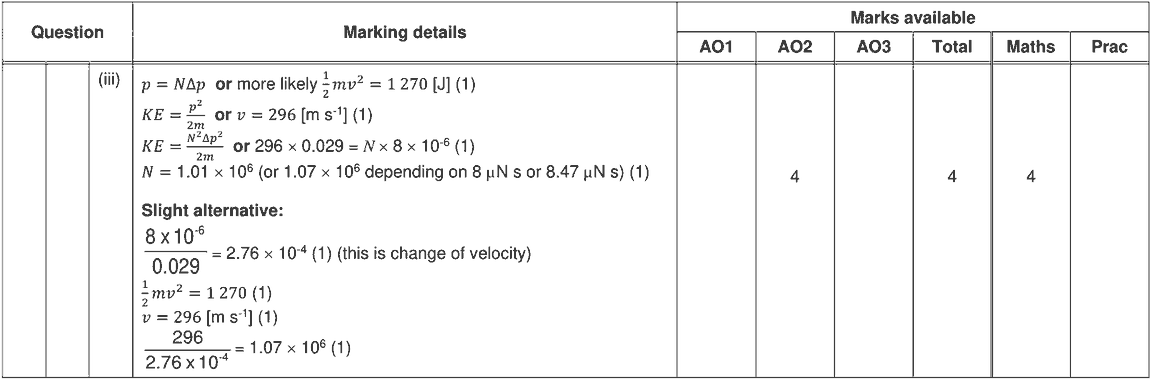 Question
Marking details
Marks available
AO1 AO2 AO3 Total Maths Prac
(iii)
p = NΔp or more likely ½mv² = 1 270 [J] (1)
KE = p²/2m or v = 296 [m s⁻¹] (1)
KE = N²Δp²/2m or 296 × 0.029 = N × 8 × 10⁻⁶ (1)
N = 1.01 × 10⁶ (or 1.07 × 10⁶ depending on 8 μN s or 8.47 μN s) (1)
4 4 4
Slight alternative:
8 x 10⁻⁶/0.029 = 2.76 × 10⁻⁴ (1) (this is change of velocity)
½mv² = 1 270 (1)
v = 296 [m s⁻¹] (1)
296/2.76 x 10⁻⁴ = 1.07 × 10⁶ (1)